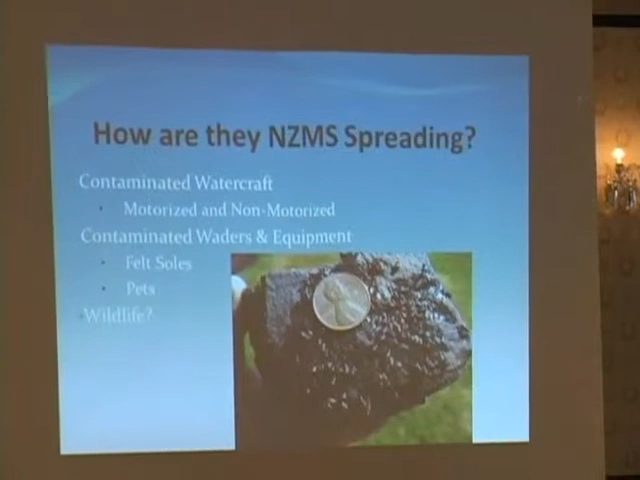 How are they NZMS Spreading?
Contaminated Watercraft
· Motorized and Non-Motorized
Contaminated Waders & Equipment
· Felt Soles
· Pets
Wildlife?